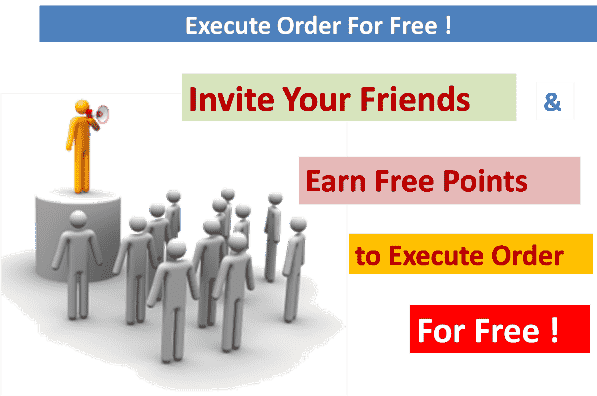 Execute Order For Free !
Invite Your Friends &
Earn Free Points
to Execute Order
For Free !